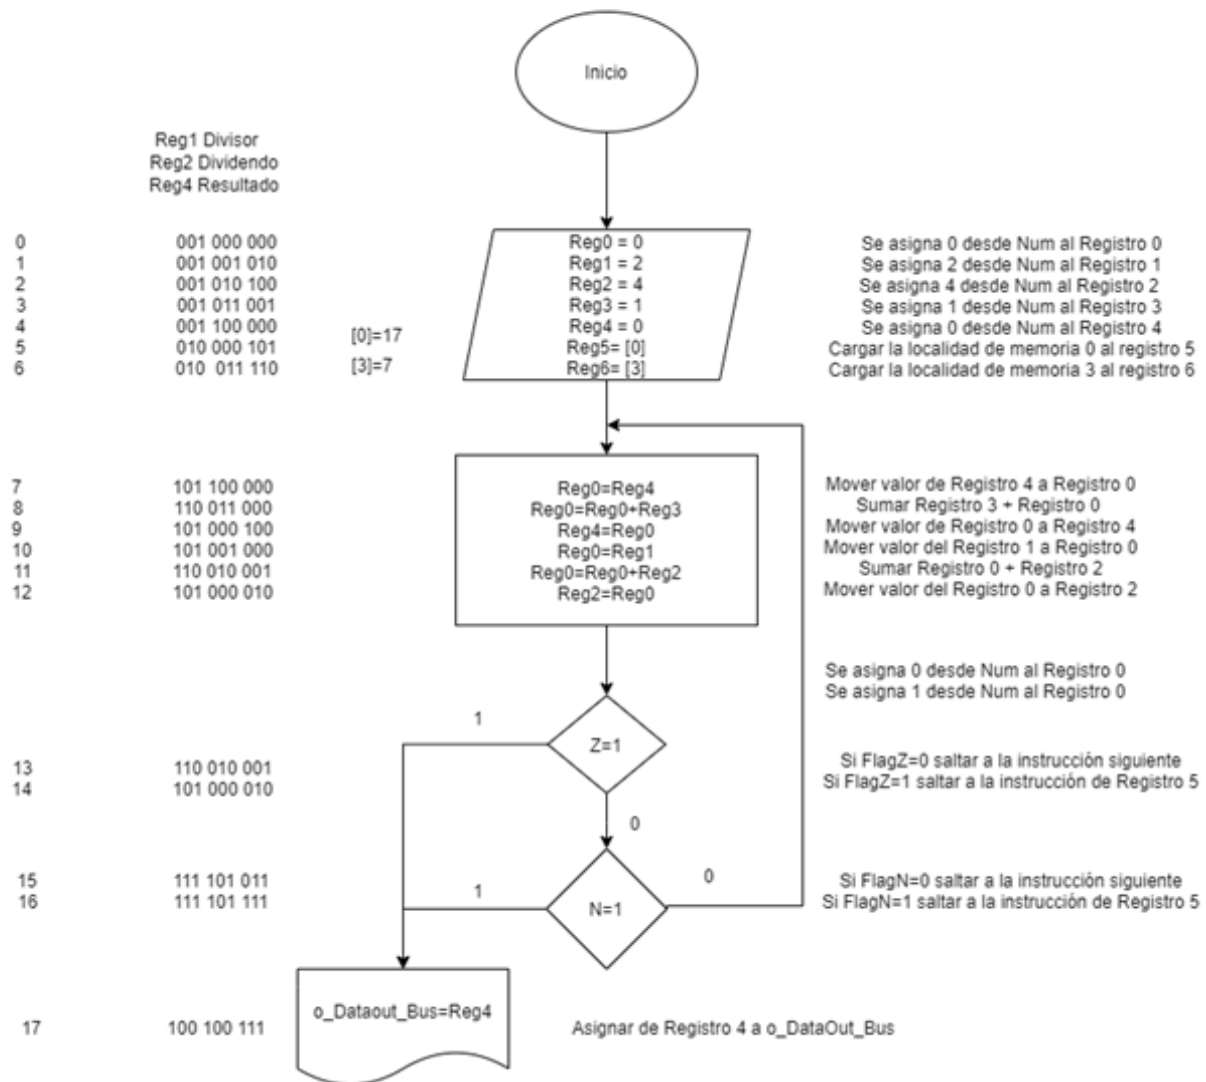 Inicio
Reg1 Divisor
Reg2 Dividendo
Reg4 Resultado
0 001 000 000 Reg0 = 0 Se asigna 0 desde Num al Registro 0
1 001 001 010 Reg1 = 2 Se asigna 2 desde Num al Registro 1
2 001 010 100 Reg2 = 4 Se asigna 4 desde Num al Registro 2
3 001 011 001 Reg3 = 1 Se asigna 1 desde Num al Registro 3
4 001 100 000 Reg4 = 0 Se asigna 0 desde Num al Registro 4
5 010 000 101 [0]=17 Reg5= [0] Cargar la localidad de memoria 0 al registro 5
6 010 011 110 [3]=7 Reg6= [3] Cargar la localidad de memoria 3 al registro 6
7 101 100 000 Reg0=Reg4 Mover valor de Registro 4 a Registro 0
8 110 011 000 Reg0=Reg0+Reg3 Sumar Registro 3 + Registro 0
9 101 000 100 Reg4=Reg0 Mover valor de Registro 0 a Registro 4
10 101 001 000 Reg0=Reg1 Mover valor del Registro 1 a Registro 0
11 110 010 001 Reg0=Reg0+Reg2 Sumar Registro 0 + Registro 2
12 101 000 010 Reg2=Reg0 Mover valor del Registro 0 a Registro 2
Se asigna 0 desde Num al Registro 0
Se asigna 1 desde Num al Registro 0
1
Z=1
13 110 010 001 Si FlagZ=0 saltar a la instrucción siguiente
14 101 000 010 Si FlagZ=1 saltar a la instrucción de Registro 5
0
15 111 101 011 1 N=1 0 Si FlagN=0 saltar a la instrucción siguiente
16 111 101 111 Si FlagN=1 saltar a la instrucción de Registro 5
o_Dataout_Bus=Reg4
17 100 100 111 Asignar de Registro 4 a o_DataOut_Bus